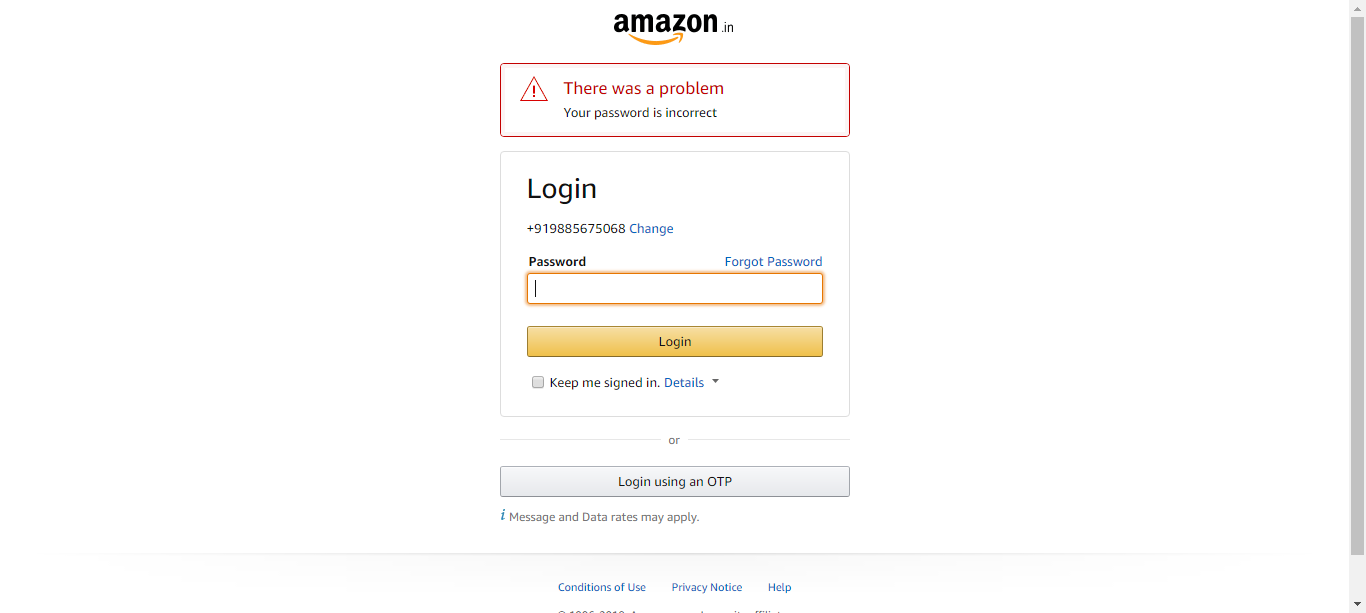 amazon.in
There was a problem
Your password is incorrect
Login
+919885675068 Change
Password Forgot Password
Login
Keep me signed in. Details
or
Login using an OTP
i Message and Data rates may apply.
Conditions of Use Privacy Notice Help